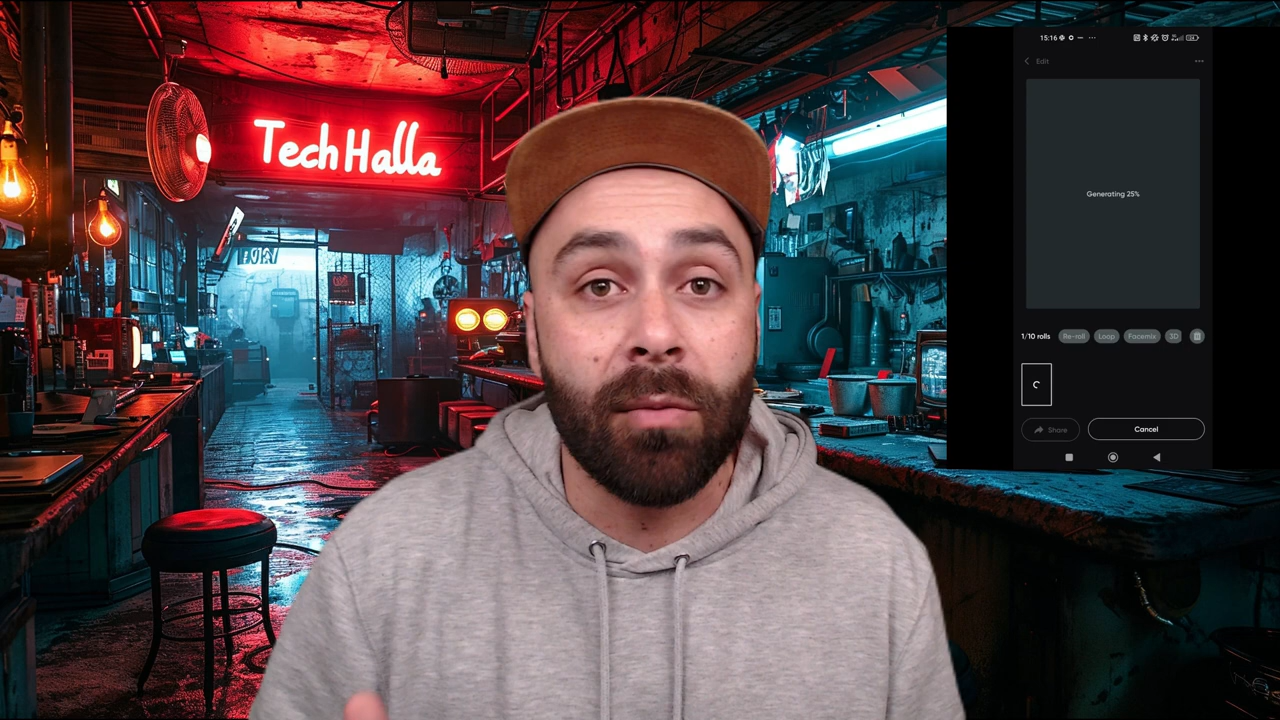 TechHalla
15:16
Edit
Generating 25%
1/10 rolls Re-roll Loop Facemix 3D
Share Cancel